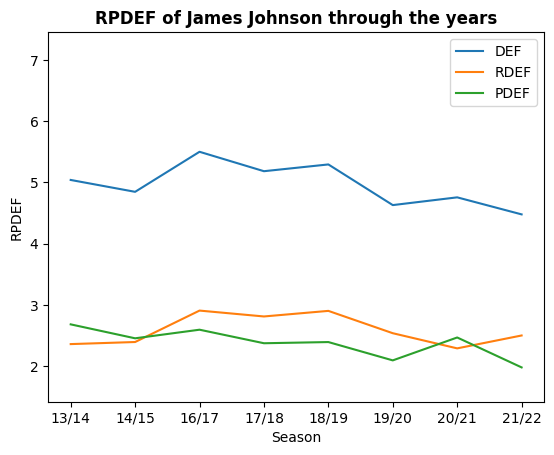 RPDEF of James Johnson through the years
DEF
RDEF
PDEF
7
6
5
4
3
2
RPDEF
13/14 14/15 16/17 17/18 18/19 19/20 20/21 21/22
Season